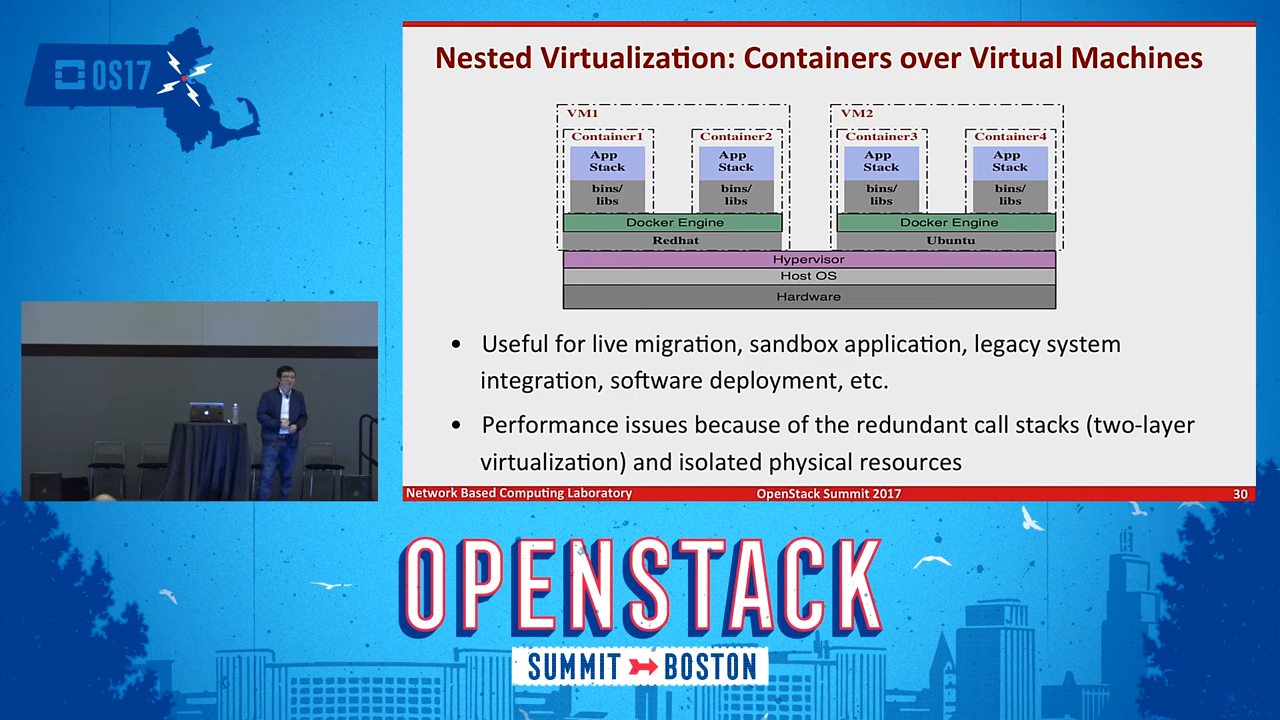 OS17
Nested Virtualization: Containers over Virtual Machines
VM1
VM2
Container1
Container2
Container3
Container4
App
Stack
App
Stack
App
Stack
App
Stack
bins/
libs
bins/
libs
bins/
libs
bins/
libs
Docker Engine
Docker Engine
Redhat
Ubuntu
Hypervisor
Host OS
Hardware
• Useful for live migration, sandbox application, legacy system
integration, software deployment, etc.
• Performance issues because of the redundant call stacks (two-layer
virtualization) and isolated physical resources
Network Based Computing Laboratory
OpenStack Summit 2017
30
OPENSTACK
SUMMIT BOSTON